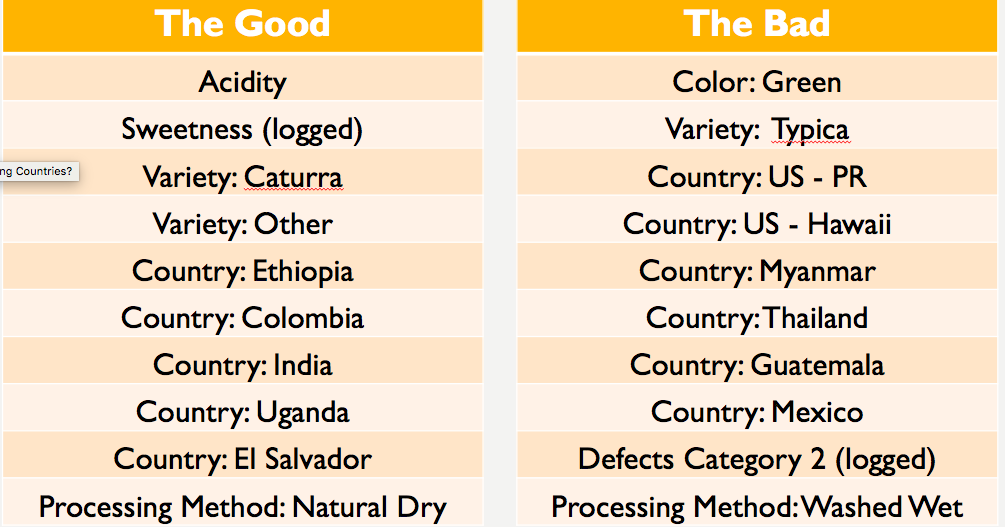 The Good
The Bad
Acidity
Color: Green
Sweetness (logged)
Variety: Typica
ng Countries?
Variety: Caturra
Country: US - PR
Variety: Other
Country: US - Hawaii
Country: Ethiopia
Country: Myanmar
Country: Colombia
Country: Thailand
Country: India
Country: Guatemala
Country: Uganda
Country: Mexico
Country: El Salvador
Defects Category 2 (logged)
Processing Method: Natural Dry
Processing Method: Washed Wet